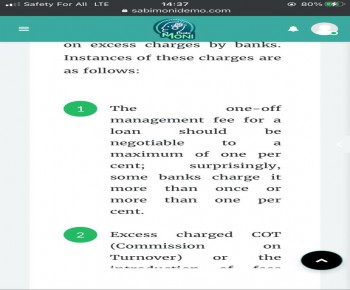 Safety For All LTE 14:37 80%
sabimonidemo.com
MONI
on excess charges by banks.
Instances of these charges are
as follows:
1 The one-off
management fee for a
loan should be
negotiable to a
maximum of one per
cent; surprisingly,
some banks charge it
more than once or
more than one per
cent.
2 Excess charged COT
(Commission on
Turnover) or the
introduction of fees